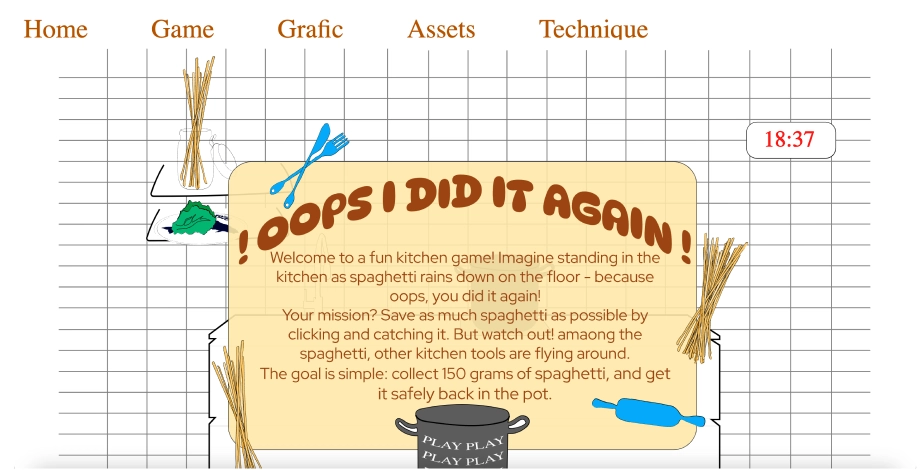 Home Game Grafic Assets Technique
18:37
! OOPS I DID IT AGAIN !
Welcome to a fun kitchen game! Imagine standing in the
kitchen as spaghetti rains down on the floor - because
oops, you did it again!
Your mission? Save as much spaghetti as possible by
clicking and catching it. But watch out! amaong the
spaghetti, other kitchen tools are flying around.
The goal is simple: collect 150 grams of spaghetti, and get
it safely back in the pot.
PLAY PLAY
PLAY PLAY